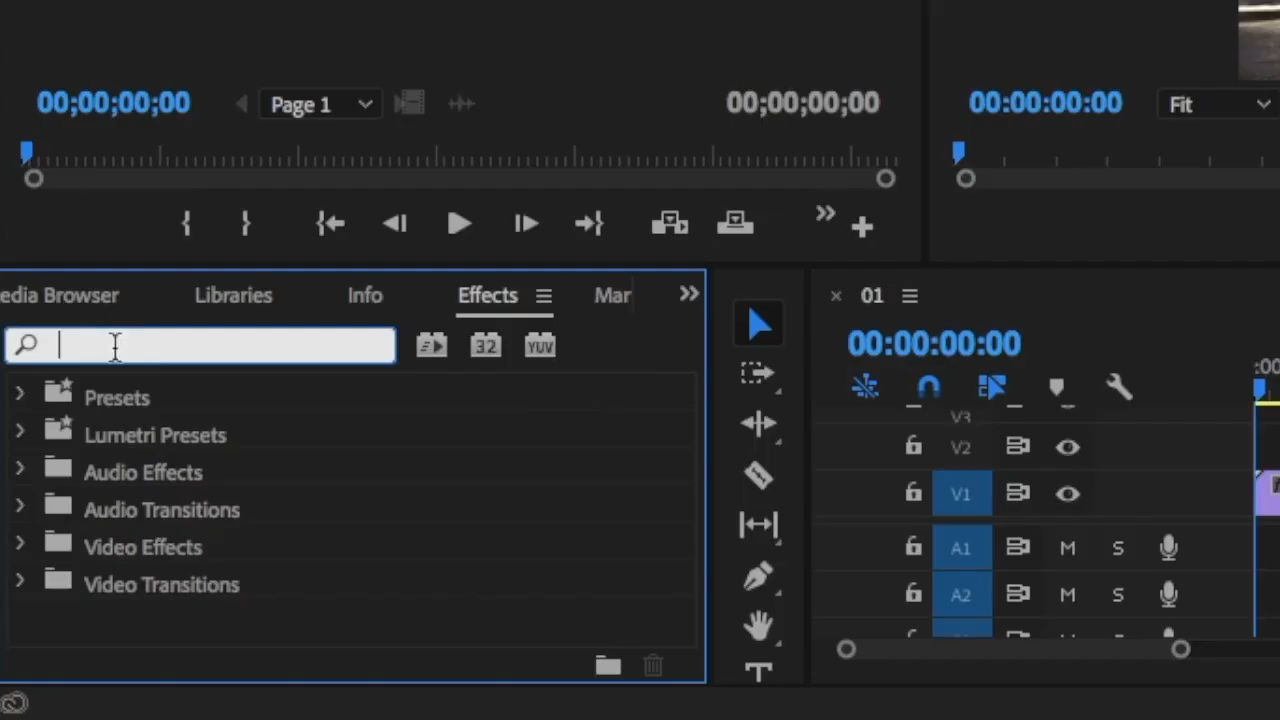 00;00;00;00
Page 1
00;00;00;00
00:00:00:00
Fit
edia Browser
Libraries
Info
Effects
Mar
32
YUV
Presets
Lumetri Presets
Audio Effects
Audio Transitions
Video Effects
Video Transitions
01
00:00:00:00
:00
V3
V2
V1
A1
M
S
A2
M
S